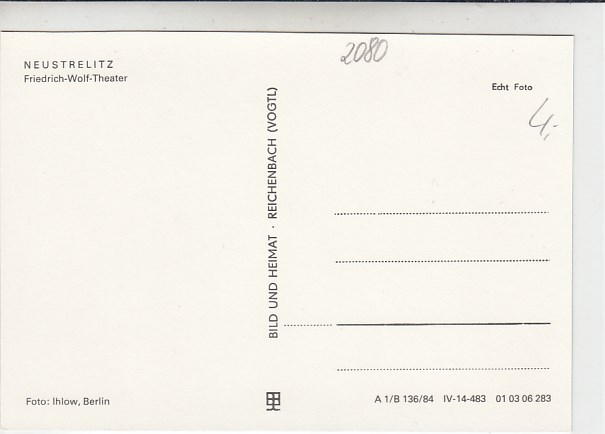 NEUSTRELITZ
Friedrich-Wolf-Theater
2080
Echt Foto
4,-
BILD UND HEIMAT · REICHENBACH (VOGTL)
Foto: Ihlow, Berlin
A 1/B 136/84 IV-14-483 01 03 06 283